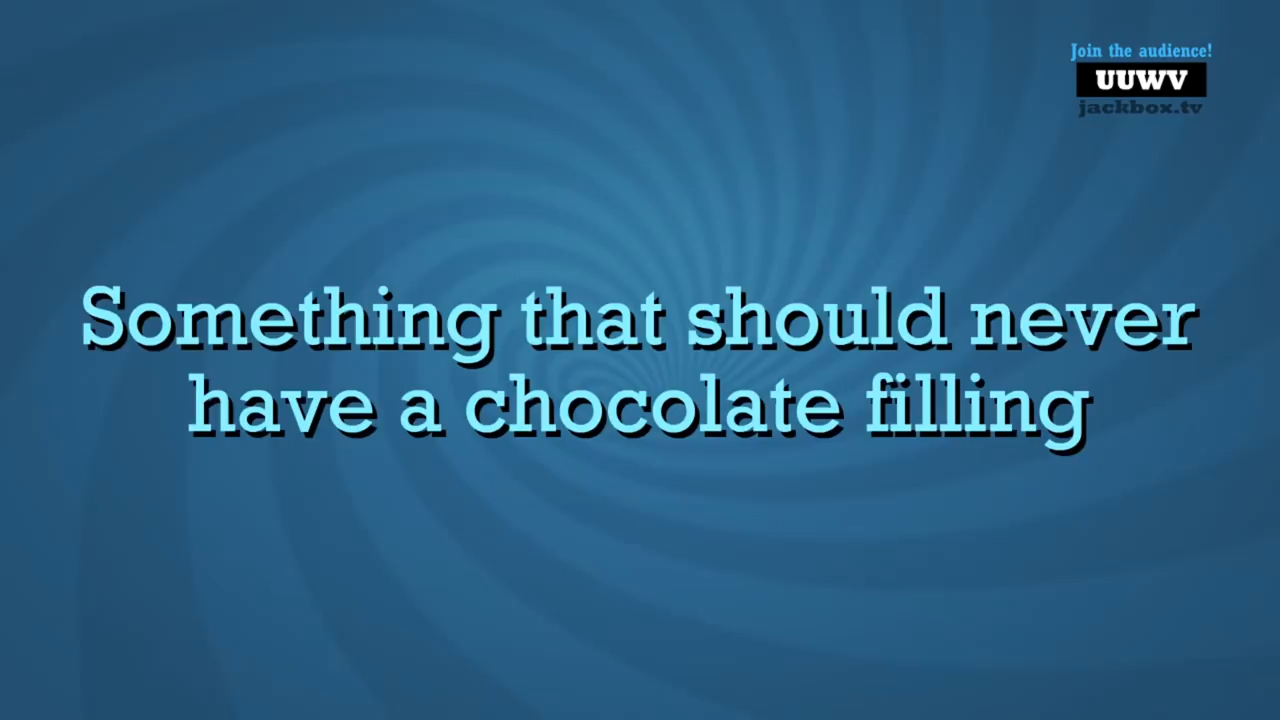 Join the audience!
UUWV
jackbox.tv
Something that should never
have a chocolate filling